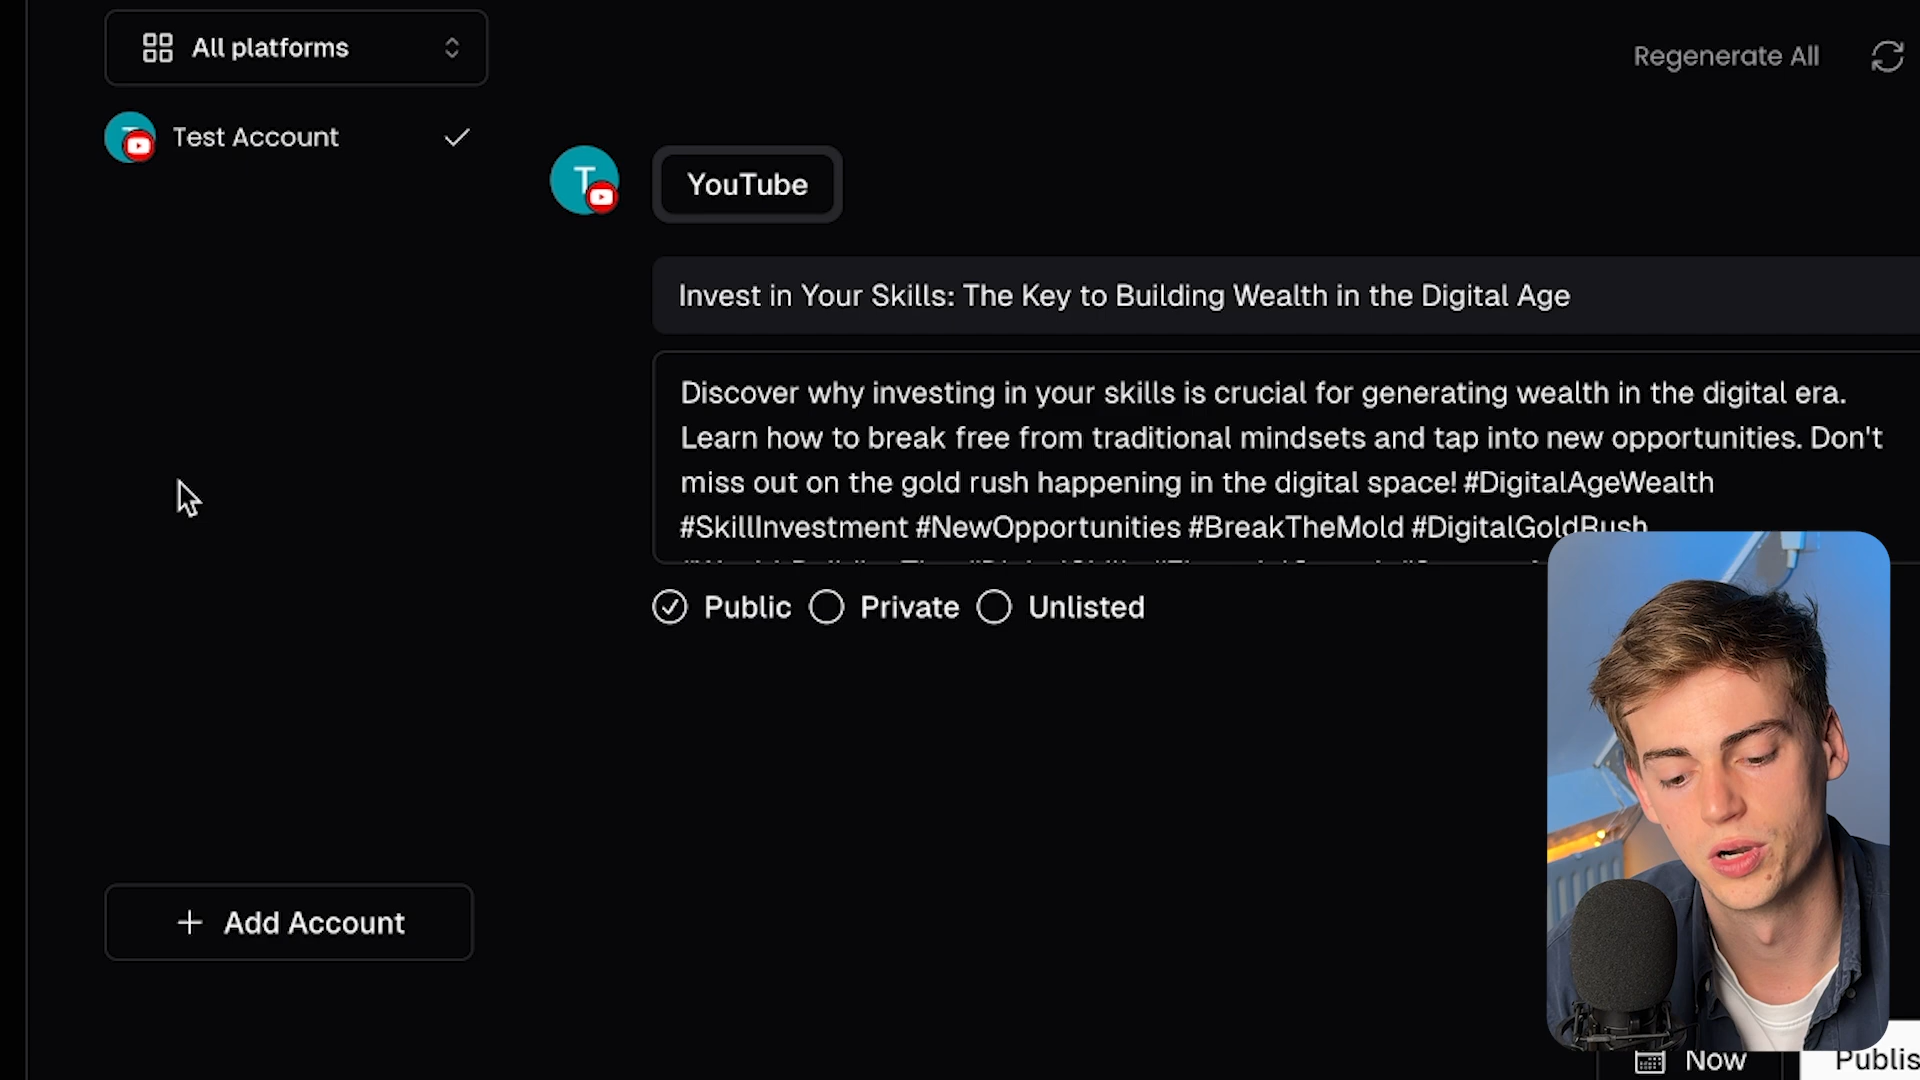 All platforms
Regenerate All
Test Account
T
YouTube
Invest in Your Skills: The Key to Building Wealth in the Digital Age
Discover why investing in your skills is crucial for generating wealth in the digital era.
Learn how to break free from traditional mindsets and tap into new opportunities. Don't
miss out on the gold rush happening in the digital space! #DigitalAgeWealth
#SkillInvestment #NewOpportunities #BreakTheMold #DigitalGoldRush
Public Private Unlisted
+ Add Account
Now
Publis